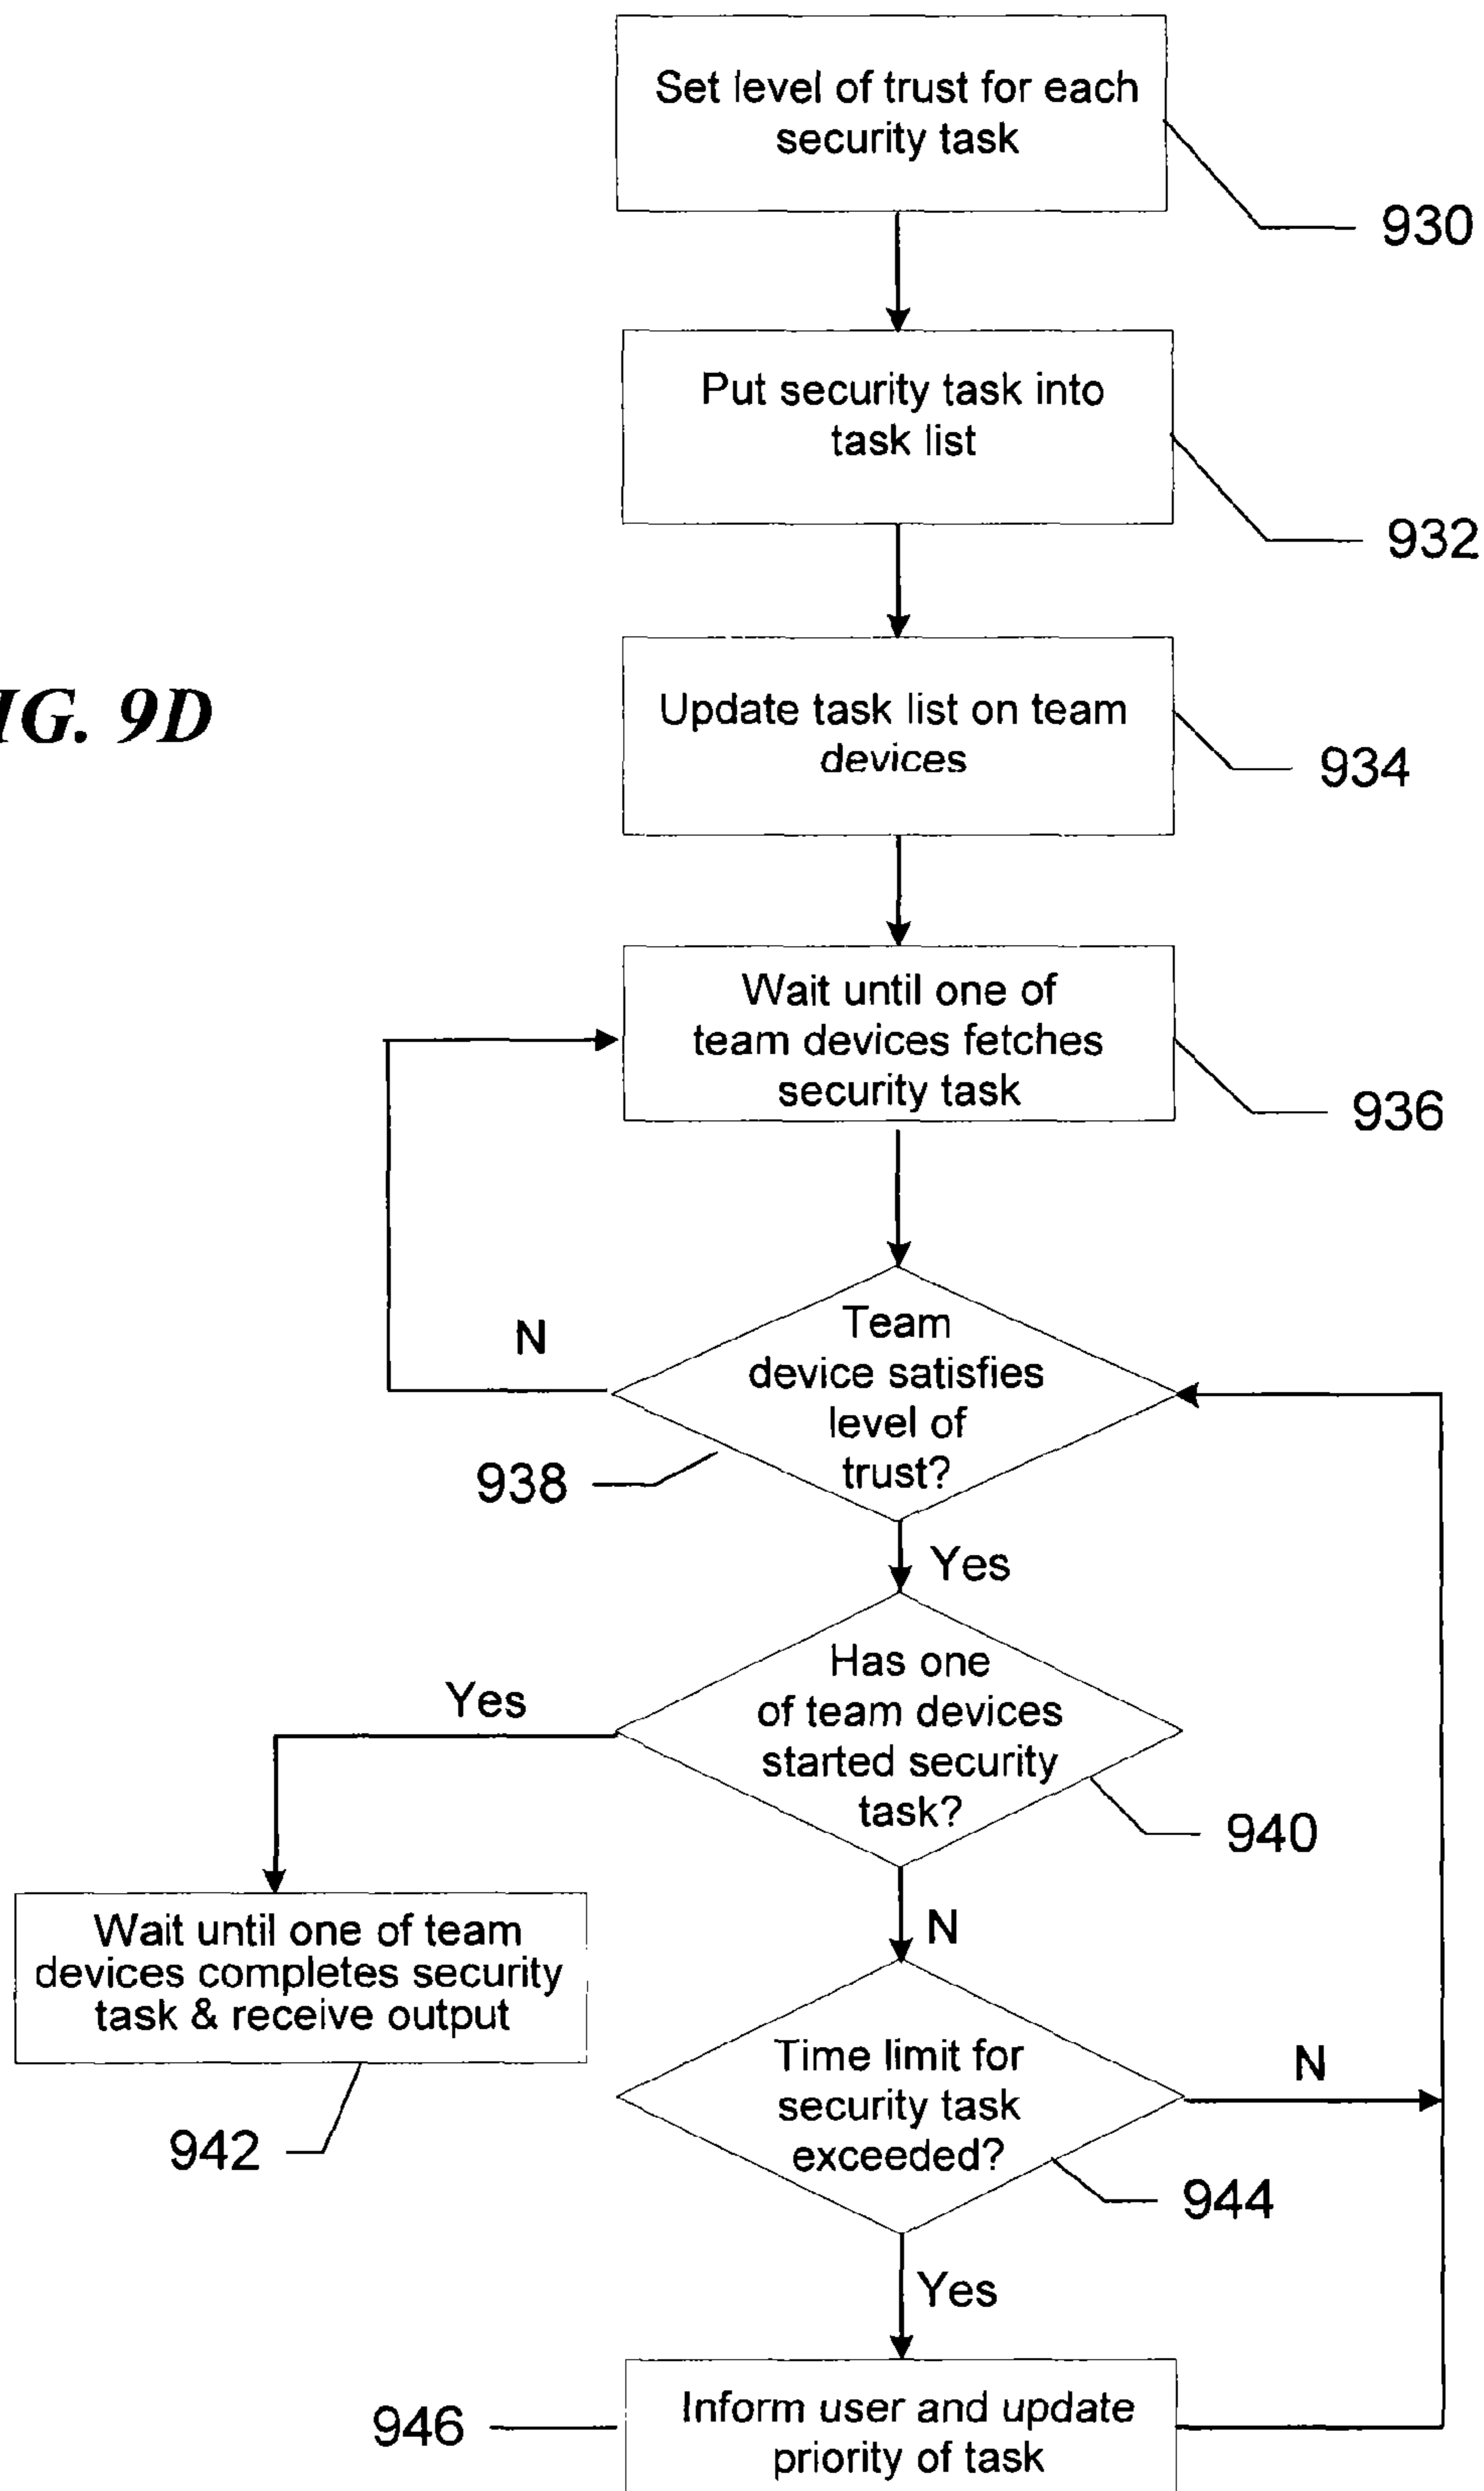 Set level of trust for each
security task
930
Put security task into
task list
932
IG. 9D
Update task list on team
devices
934
Wait until one of
team devices fetches
security task
936
N
Team
device satisfies
level of
trust?
938
Yes
Has one
of team devices
started security
task?
Yes
940
N
Wait until one of team
devices completes security
task & receive output
942
Time limit for
security task
exceeded?
N
944
Yes
Inform user and update
priority of task
946